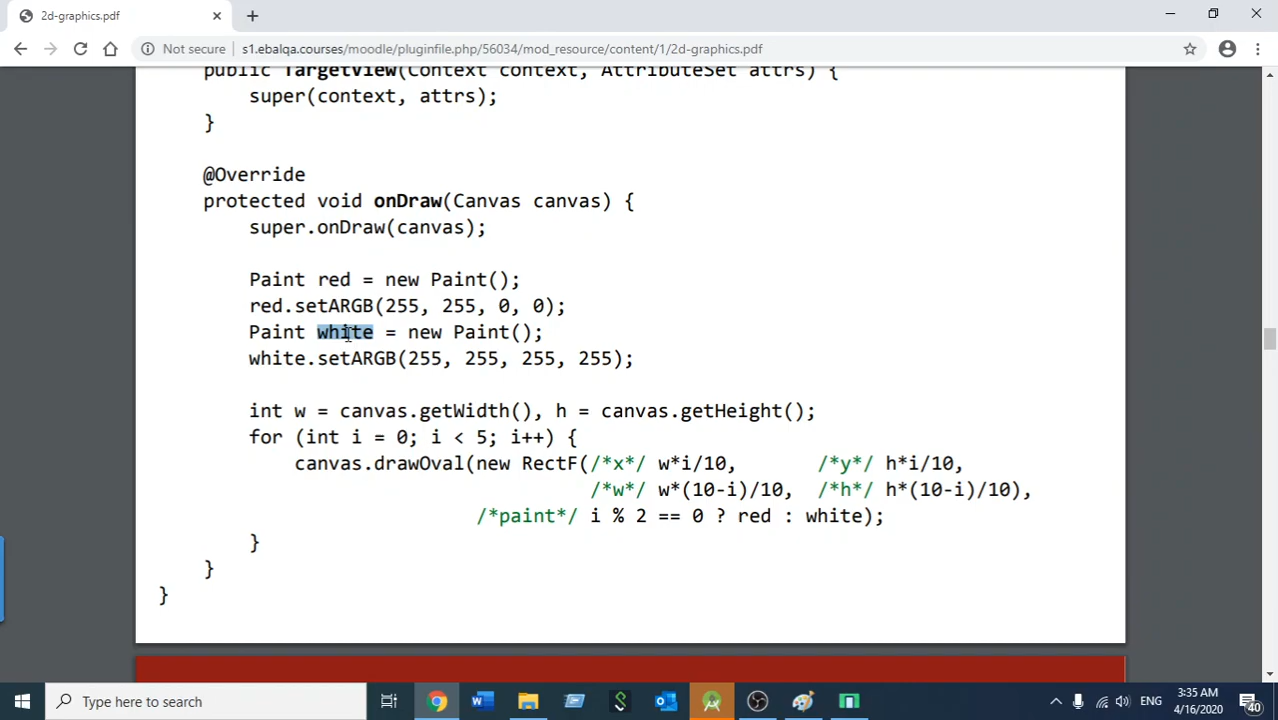 2d-graphics.pdf
Not secure | s1.ebalqa.courses/moodle/pluginfile.php/56034/mod_resource/content/1/2d-graphics.pdf
public TargetView(Context context, AttributeSet attrs) {
super(context, attrs);
}
@Override
protected void onDraw(Canvas canvas) {
super.onDraw(canvas);
Paint red = new Paint();
red.setARGB(255, 255, 0, 0);
Paint white = new Paint();
white.setARGB(255, 255, 255, 255);
int w = canvas.getWidth(), h = canvas.getHeight();
for (int i = 0; i < 5; i++) {
canvas.drawOval(new RectF(/*x*/ w*i/10, /*y*/ h*i/10,
/*w*/ w*(10-i)/10, /*h*/ h*(10-i)/10),
/*paint*/ i % 2 == 0 ? red : white);
}
}
}
Type here to search
ENG
3:35 AM
4/16/2020
40